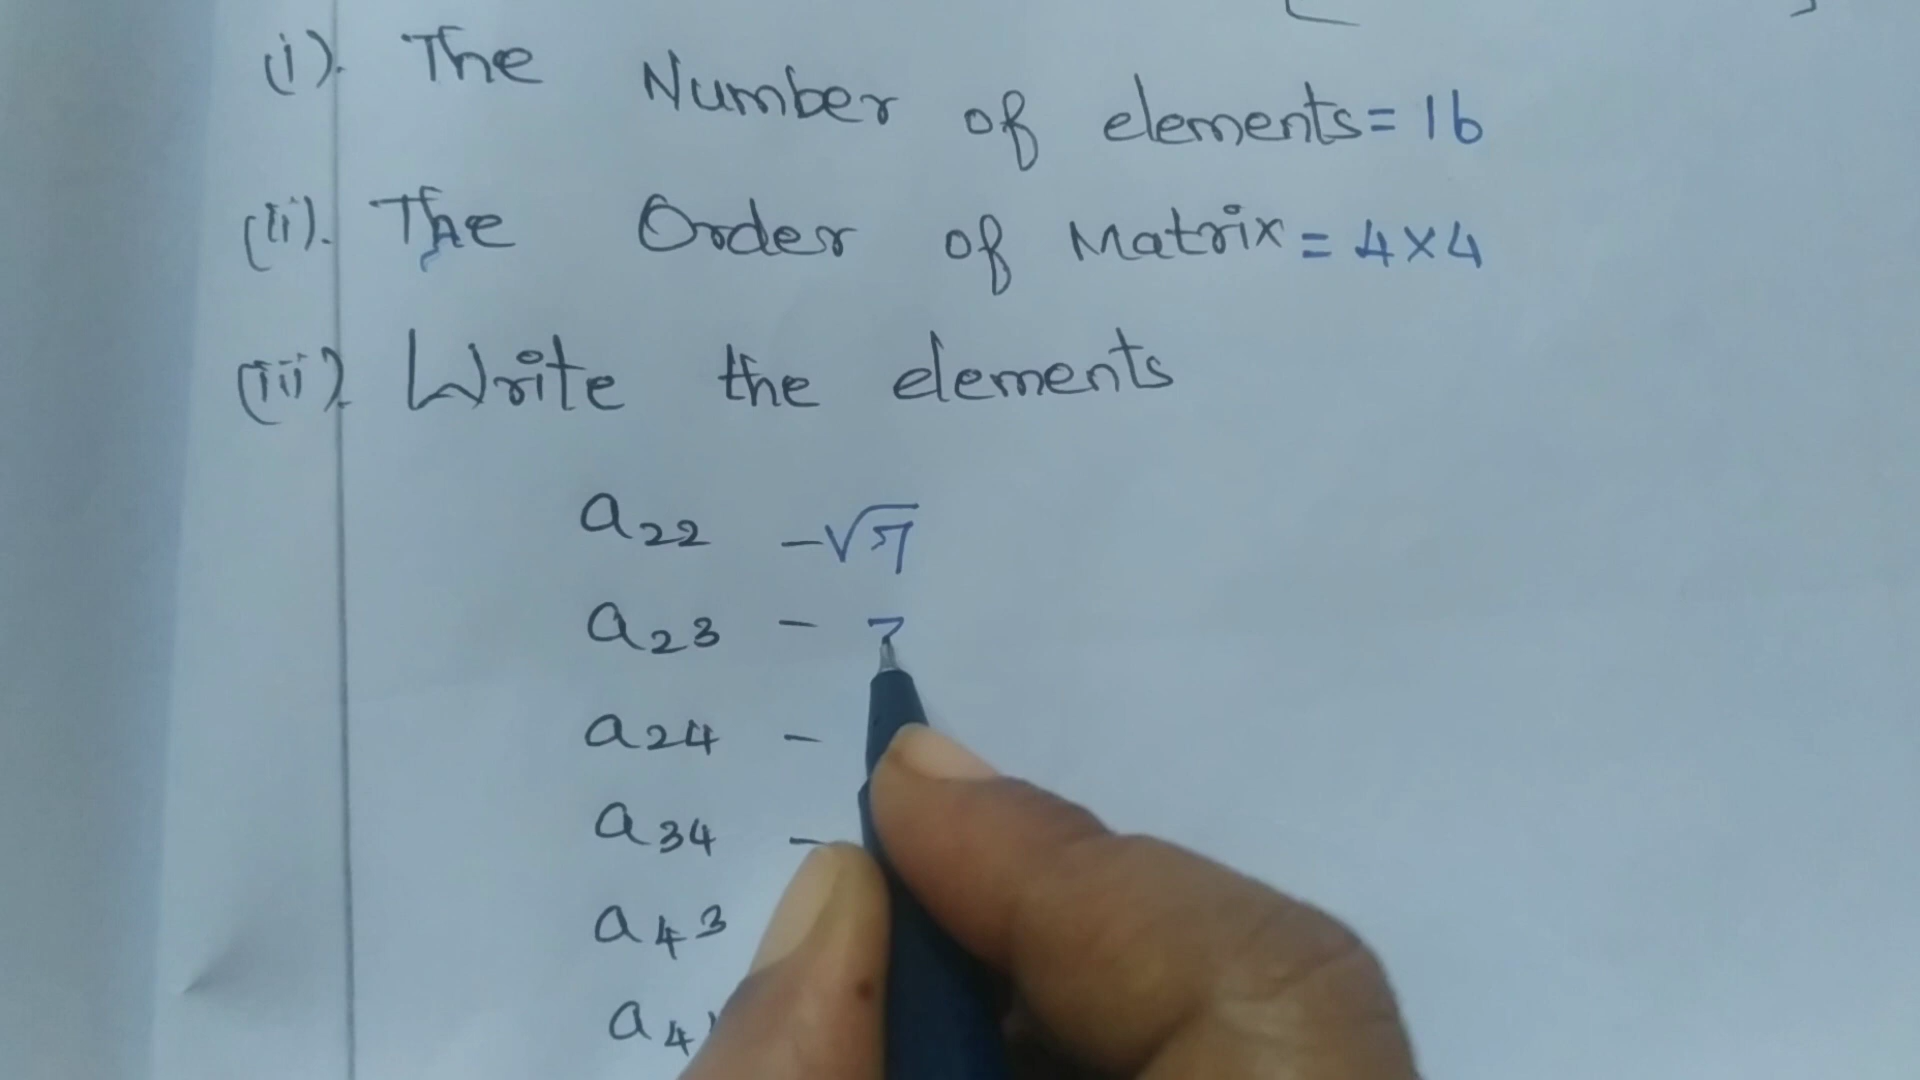 (i). The Number of elements = 16
(ii). The Order of Matrix = 4×4
(iii). Write the elements
a22 - √7
a23 -
a24 -
a34 -
a43
a4